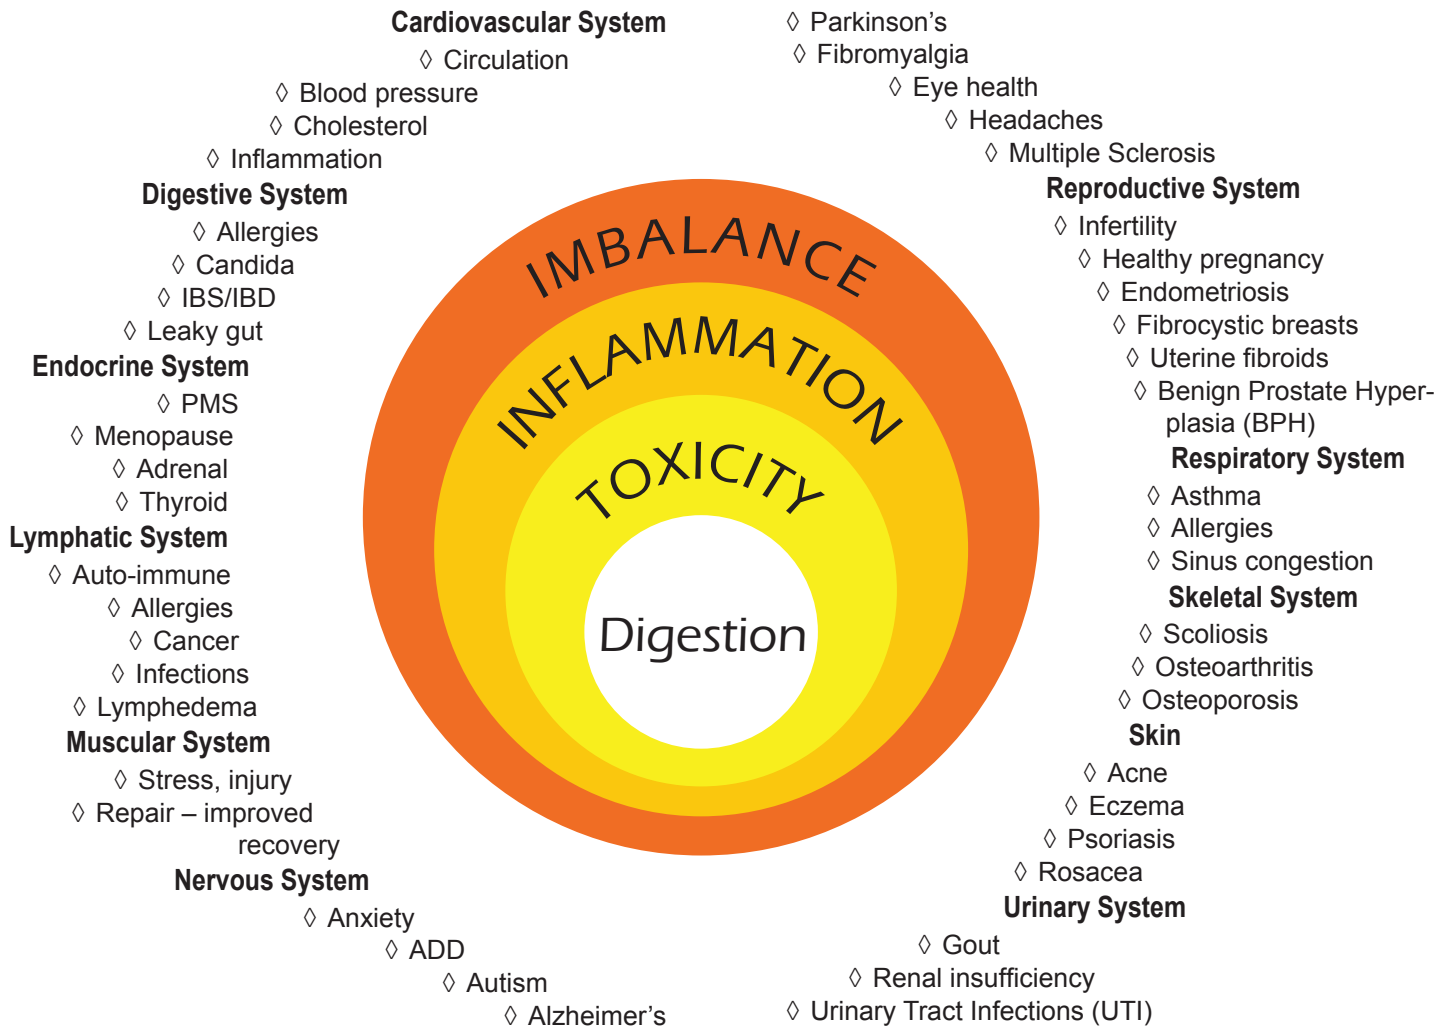 Cardiovascular System
◊ Circulation
◊ Blood pressure
◊ Cholesterol
◊ Inflammation
Digestive System
◊ Allergies
◊ Candida
◊ IBS/IBD
◊ Leaky gut
Endocrine System
◊ PMS
◊ Menopause
◊ Adrenal
◊ Thyroid
Lymphatic System
◊ Auto-immune
◊ Allergies
◊ Cancer
◊ Infections
◊ Lymphedema
Muscular System
◊ Stress, injury
◊ Repair – improved
recovery
Nervous System
◊ Anxiety
◊ ADD
◊ Autism
◊ Alzheimer's
◊ Parkinson's
◊ Fibromyalgia
◊ Eye health
◊ Headaches
◊ Multiple Sclerosis
Reproductive System
◊ Infertility
◊ Healthy pregnancy
◊ Endometriosis
◊ Fibrocystic breasts
◊ Uterine fibroids
◊ Benign Prostate Hyper-
plasia (BPH)
Respiratory System
◊ Asthma
◊ Allergies
◊ Sinus congestion
Skeletal System
◊ Scoliosis
◊ Osteoarthritis
◊ Osteoporosis
Skin
◊ Acne
◊ Eczema
◊ Psoriasis
◊ Rosacea
Urinary System
◊ Gout
◊ Renal insufficiency
◊ Urinary Tract Infections (UTI)
IMBALANCE
INFLAMMATION
TOXICITY
Digestion